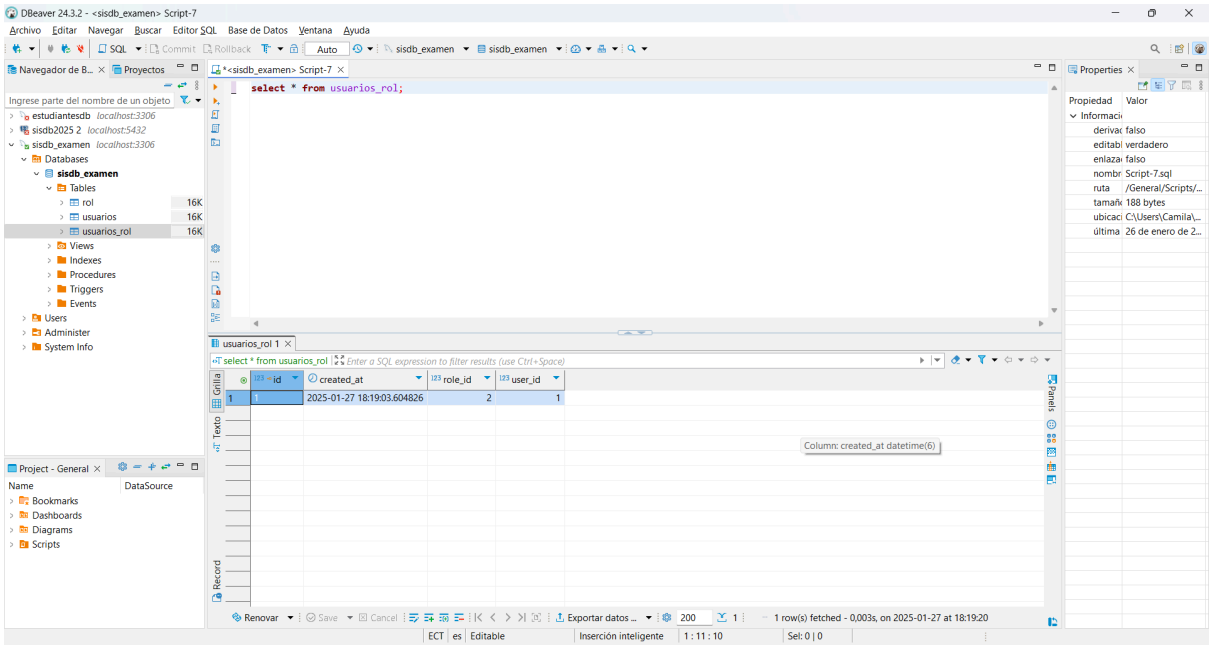 DBeaver 24.3.2 - <sisdb_examen> Script-7
Archivo Editar Navegar Buscar Editor SQL Base de Datos Ventana Ayuda
SQL Commit Rollback Auto sisdb_examen sisdb_examen
Navegador de B... Proyectos
Ingrese parte del nombre de un objeto
estudiantesdb localhost:3306
sisdb2025 2 localhost:5432
sisdb_examen localhost:3306
Databases
sisdb_examen
Tables
rol 16K
usuarios 16K
usuarios_rol 16K
Views
Indexes
Procedures
Triggers
Events
Users
Administer
System Info
Project - General
Name DataSource
Bookmarks
Dashboards
Diagrams
Scripts
*<sisdb_examen> Script-7
select * from usuarios_rol;
usuarios_rol 1
select * from usuarios_rol Enter a SQL expression to filter results (use Ctrl+Space)
Grilla
Texto
Record
123 id created_at 123 role_id 123 user_id
1 1 2025-01-27 18:19:03.604826 2 1
Column: created_at datetime(6)
Panels
Renovar Save Cancel Exportar datos ... 200 1 1 row(s) fetched - 0,003s, on 2025-01-27 at 18:19:20
Properties
Propiedad Valor
Informaci
deriva falso
editabl verdadero
enlaza falso
nombr Script-7.sql
ruta /General/Scripts/...
tamañ 188 bytes
ubicaci C:\Users\Camila\...
última 26 de enero de 2...
ECT es Editable Inserción inteligente 1 : 11 : 10 Sel: 0 | 0